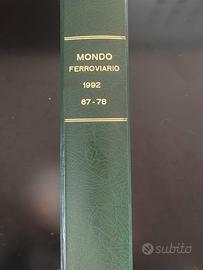 MONDO
FERROVIARIO
1992
67-78
subito